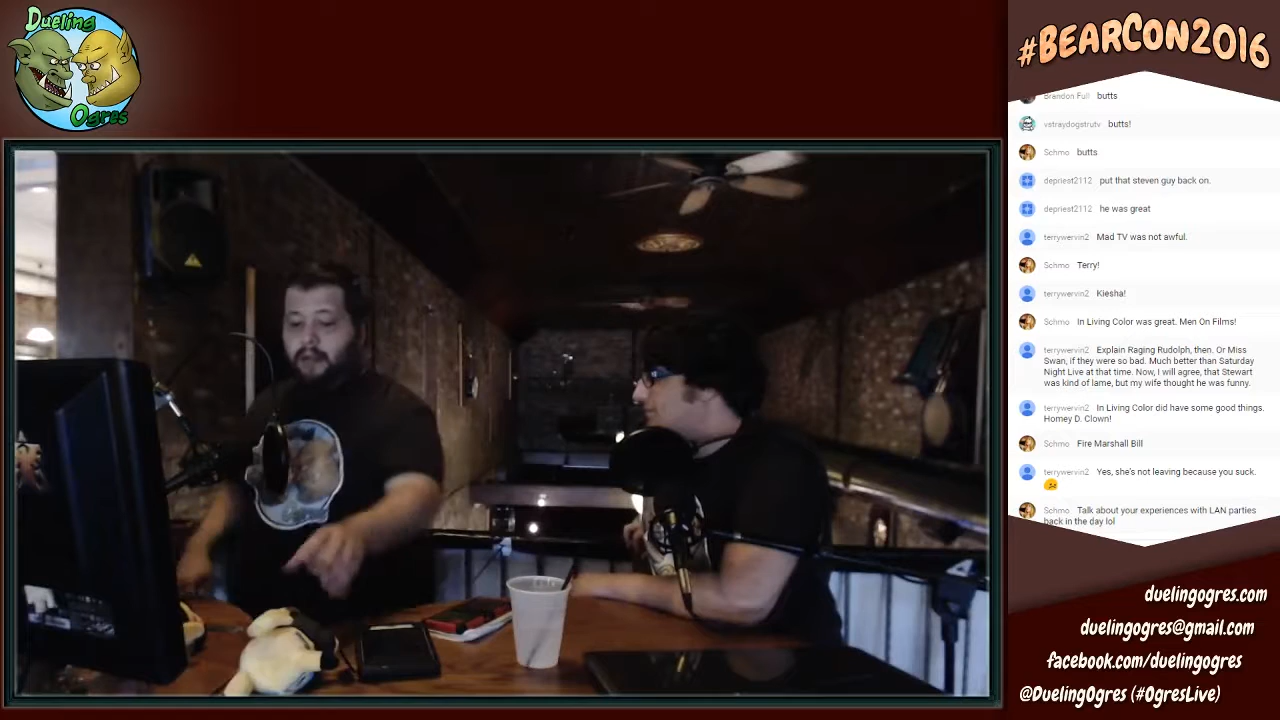 Dueling
Ogres
#BEARCON2016
Brandon Full butts
vstraydogstrutv butts!
Schmo butts
depriest2112 put that steven guy back on.
depriest2112 he was great
terrywervin2 Mad TV was not awful.
Schmo Terry!
terrywervin2 Kiesha!
Schmo In Living Color was great. Men On Films!
terrywervin2 Explain Raging Rudolph, then. Or Miss
Swan, if they were so bad. Much better than Saturday
Night Live at that time. Now, I will agree, that Stewart
was kind of lame, but my wife thought he was funny.
terrywervin2 In Living Color did have some good things.
Homey D. Clown!
Schmo Fire Marshall Bill
terrywervin2 Yes, she's not leaving because you suck.
Schmo Talk about your experiences with LAN parties
back in the day lol
duelingogres.com
duelingogres@gmail.com
facebook.com/duelingogres
@DuelingOgres (#OgresLive)